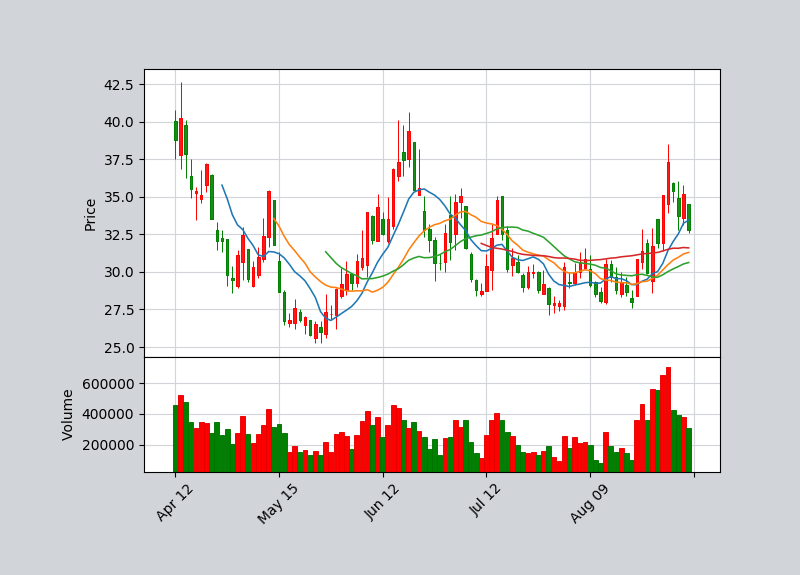 42.5
40.0
37.5
35.0
32.5
30.0
27.5
25.0
Price
600000
400000
200000
Volume
Apr 12
May 15
Jun 12
Jul 12
Aug 09